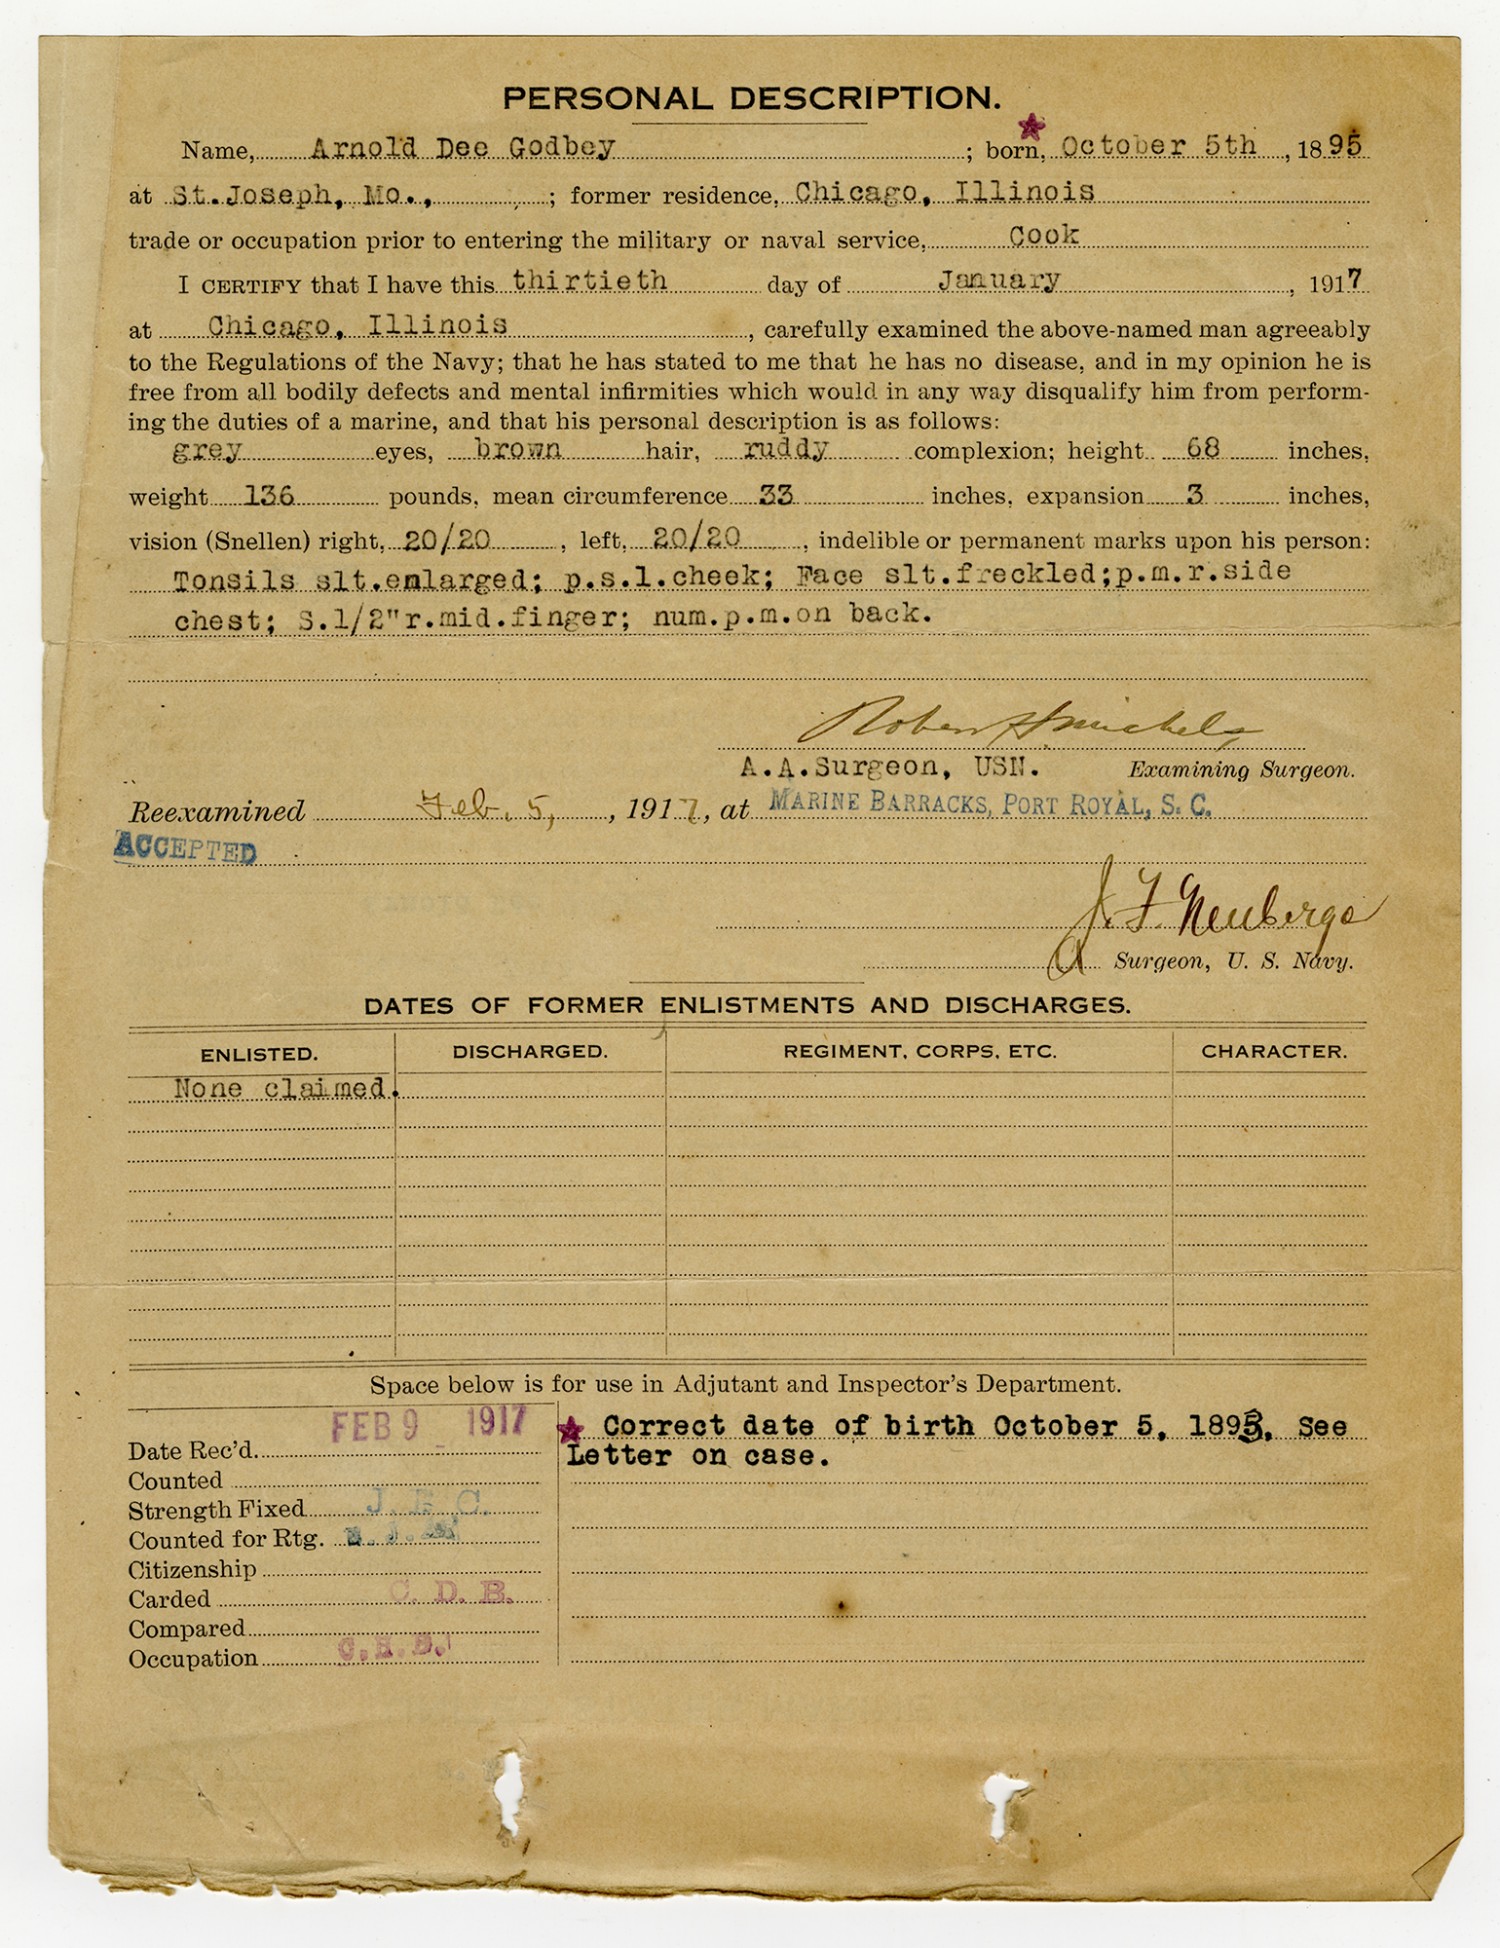 PERSONAL DESCRIPTION.
Name, Arnold Dee Godbey ; born, October 5th , 1895
at St.Joseph, Mo., ; former residence, Chicago, Illinois
trade or occupation prior to entering the military or naval service, Cook
I CERTIFY that I have this thirtieth day of January , 1917
at Chicago, Illinois , carefully examined the above-named man agreeably
to the Regulations of the Navy; that he has stated to me that he has no disease, and in my opinion he is
free from all bodily defects and mental infirmities which would in any way disqualify him from perform-
ing the duties of a marine, and that his personal description is as follows:
grey eyes, brown hair, ruddy complexion; height 68 inches,
weight 136 pounds, mean circumference 33 inches, expansion 3 inches,
vision (Snellen) right, 20/20 , left, 20/20 , indelible or permanent marks upon his person:
Tonsils slt.enlarged; p.s.l.cheek; Face slt.freckled;p.m.r.side
chest; S.1/2"r.mid.finger; num.p.m.on back.
Robert
A.A.Surgeon, USN. Examining Surgeon.
Reexamined Feb. 5, , 1917, at MARINE BARRACKS, PORT ROYAL, S. C.
ACCEPTED
J. F. Neuberger
A Surgeon, U. S. Navy.
DATES OF FORMER ENLISTMENTS AND DISCHARGES.
ENLISTED. DISCHARGED. REGIMENT, CORPS, ETC. CHARACTER.
None claimed.
Space below is for use in Adjutant and Inspector's Department.
Date Rec'd. FEB 9 1917
Counted
Strength Fixed
Counted for Rtg.
Citizenship
Carded C. D. B.
Compared
Occupation
★ Correct date of birth October 5, 1893. See
Letter on case.